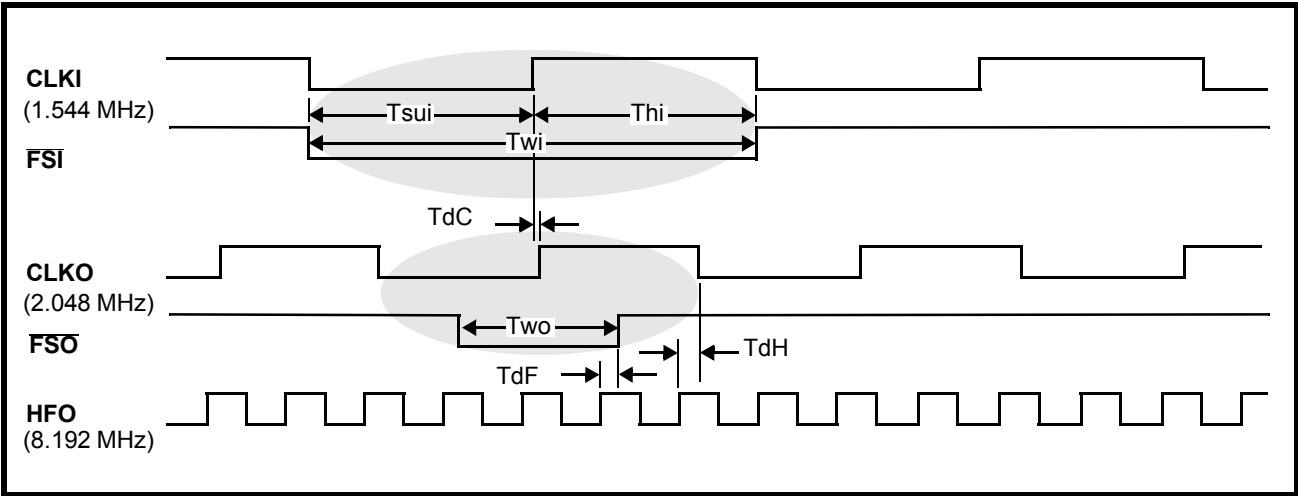 CLKI
(1.544 MHz)
Tsui
Thi
Twi
FSI
TdC
CLKO
(2.048 MHz)
Two
FSO
TdH
TdF
HFO
(8.192 MHz)